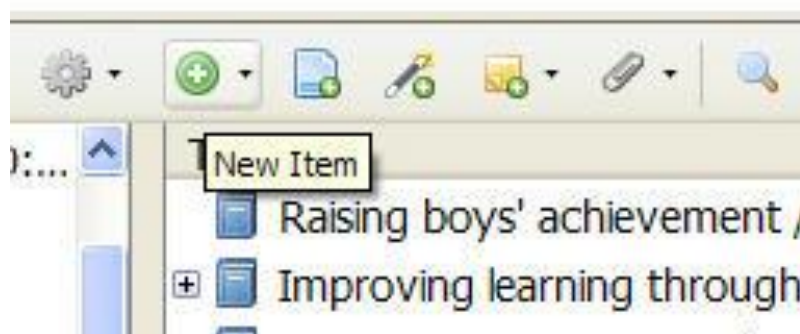 :...
New Item
Raising boys' achievement /
Improving learning through